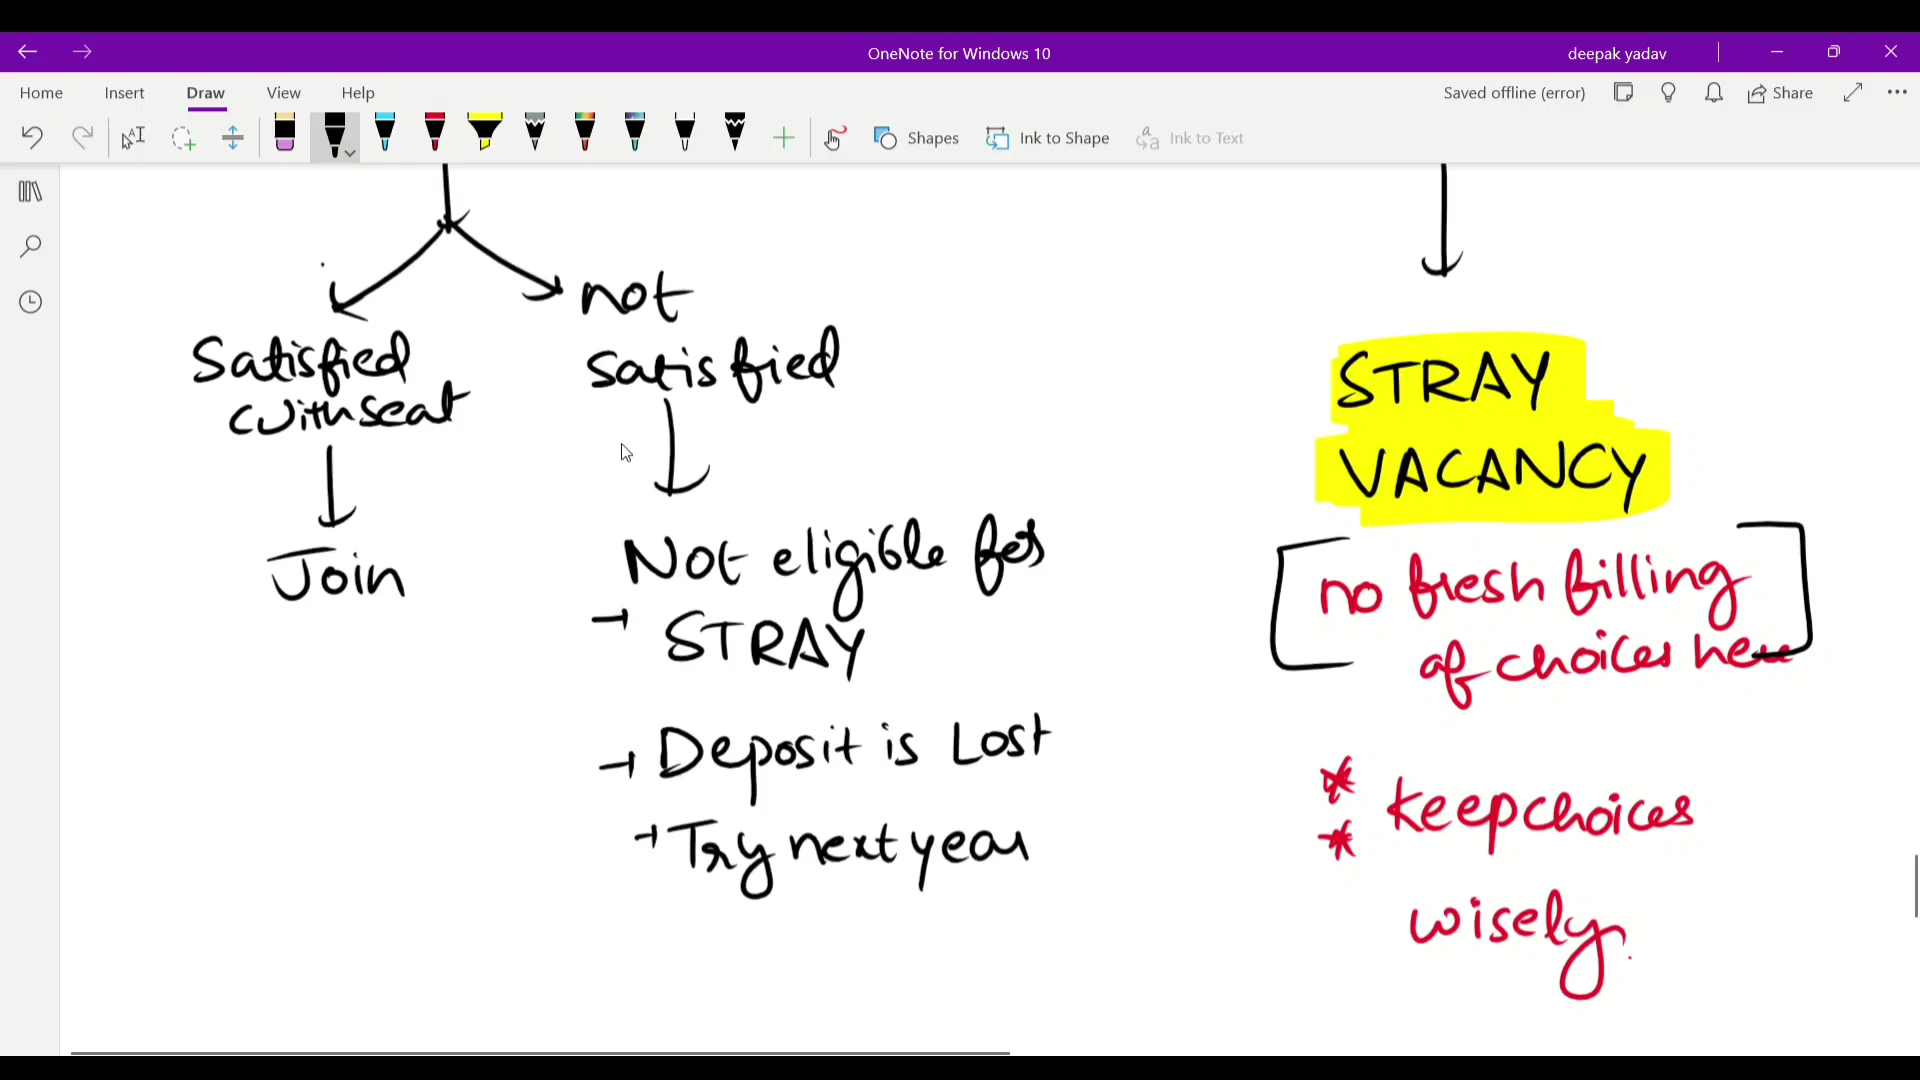 OneNote for Windows 10
deepak yadav
Home Insert Draw View Help
Saved offline (error)
Share
Shapes
Ink to Shape
Ink to Text
Satisfied
with seat
Join
not
satisfied
Not eligible for
STRAY
Deposit is Lost
Try next year
STRAY
VACANCY
no fresh filling
of choices here
* keep choices
* wisely